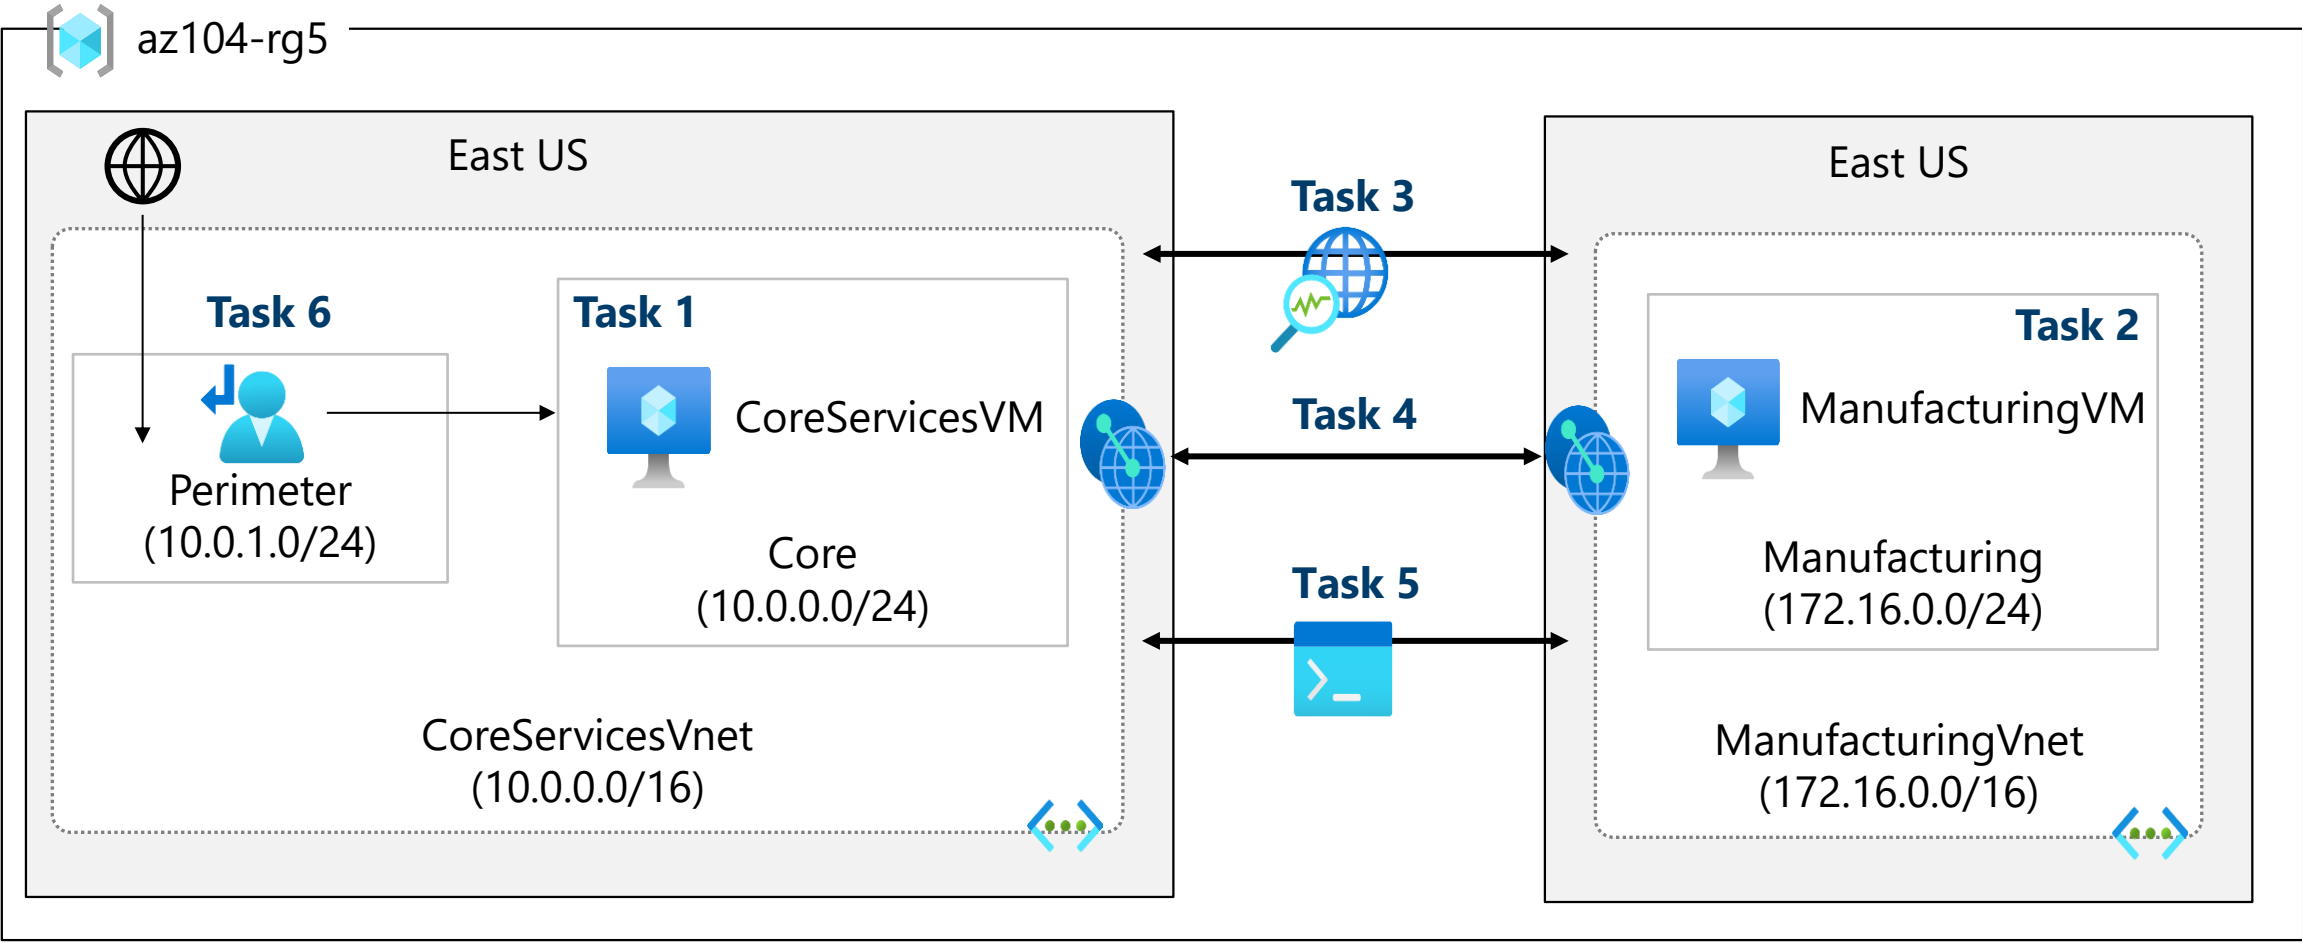 az104-rg5
East US
Task 6
Perimeter
(10.0.1.0/24)
Task 1
CoreServicesVM
Core
(10.0.0.0/24)
CoreServicesVnet
(10.0.0.0/16)
Task 3
Task 4
Task 5
East US
Task 2
ManufacturingVM
Manufacturing
(172.16.0.0/24)
ManufacturingVnet
(172.16.0.0/16)